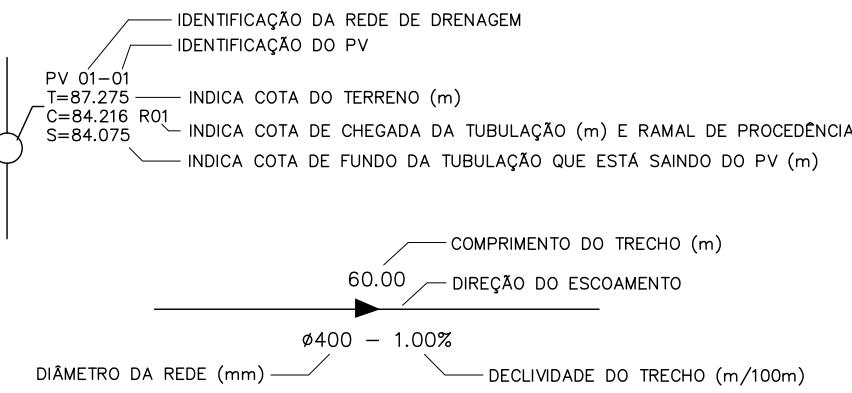 IDENTIFICAÇÃO DA REDE DE DRENAGEM
IDENTIFICAÇÃO DO PV
PV 01-01
T=87.275 INDICA COTA DO TERRENO (m)
C=84.216 R01
INDICA COTA DE CHEGADA DA TUBULAÇÃO (m) E RAMAL DE PROCEDÊNCIA
S=84.075
INDICA COTA DE FUNDO DA TUBULAÇÃO QUE ESTÁ SAINDO DO PV (m)
COMPRIMENTO DO TRECHO (m)
60.00
DIREÇÃO DO ESCOAMENTO
ø400 - 1.00%
DIÂMETRO DA REDE (mm)
DECLIVIDADE DO TRECHO (m/100m)